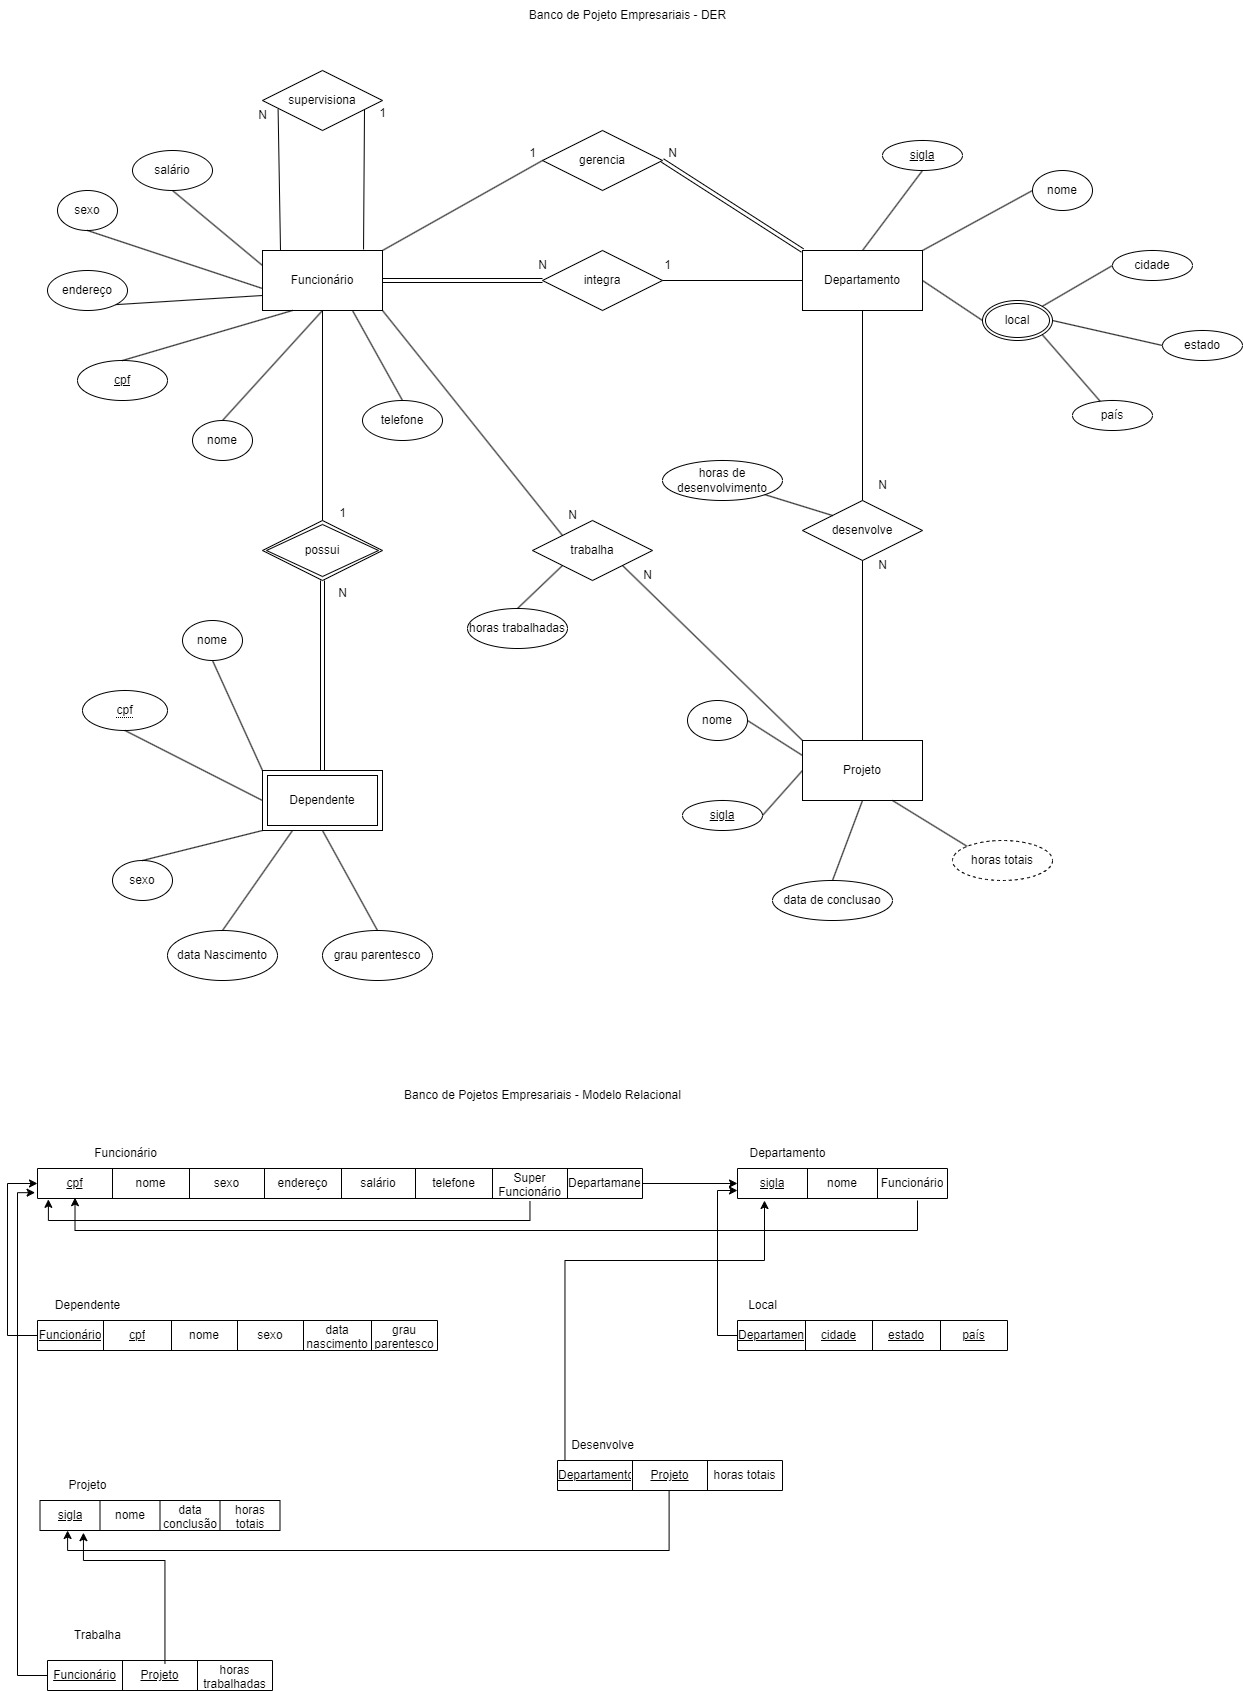 Banco de Pojeto Empresariais - DER
supervisiona
N
1
salário
sexo
endereço
cpf
nome
telefone
Funcionário
1
gerencia
N
N
integra
1
Departamento
sigla
nome
local
cidade
estado
país
1
possui
N
N
trabalha
N
horas trabalhadas
horas de
desenvolvimento
N
desenvolve
N
nome
cpf
Dependente
sexo
data Nascimento
grau parentesco
nome
sigla
Projeto
data de conclusao
horas totais
Banco de Pojetos Empresariais - Modelo Relacional
Funcionário
cpf
nome
sexo
endereço
salário
telefone
Super
Funcionário
Departamane
Departamento
sigla
nome
Funcionário
Dependente
Funcionário
cpf
nome
sexo
data
nascimento
grau
parentesco
Local
Departamen
cidade
estado
país
Desenvolve
Departamento
Projeto
horas totais
Projeto
sigla
nome
data
conclusão
horas
totais
Trabalha
Funcionário
Projeto
horas
trabalhadas